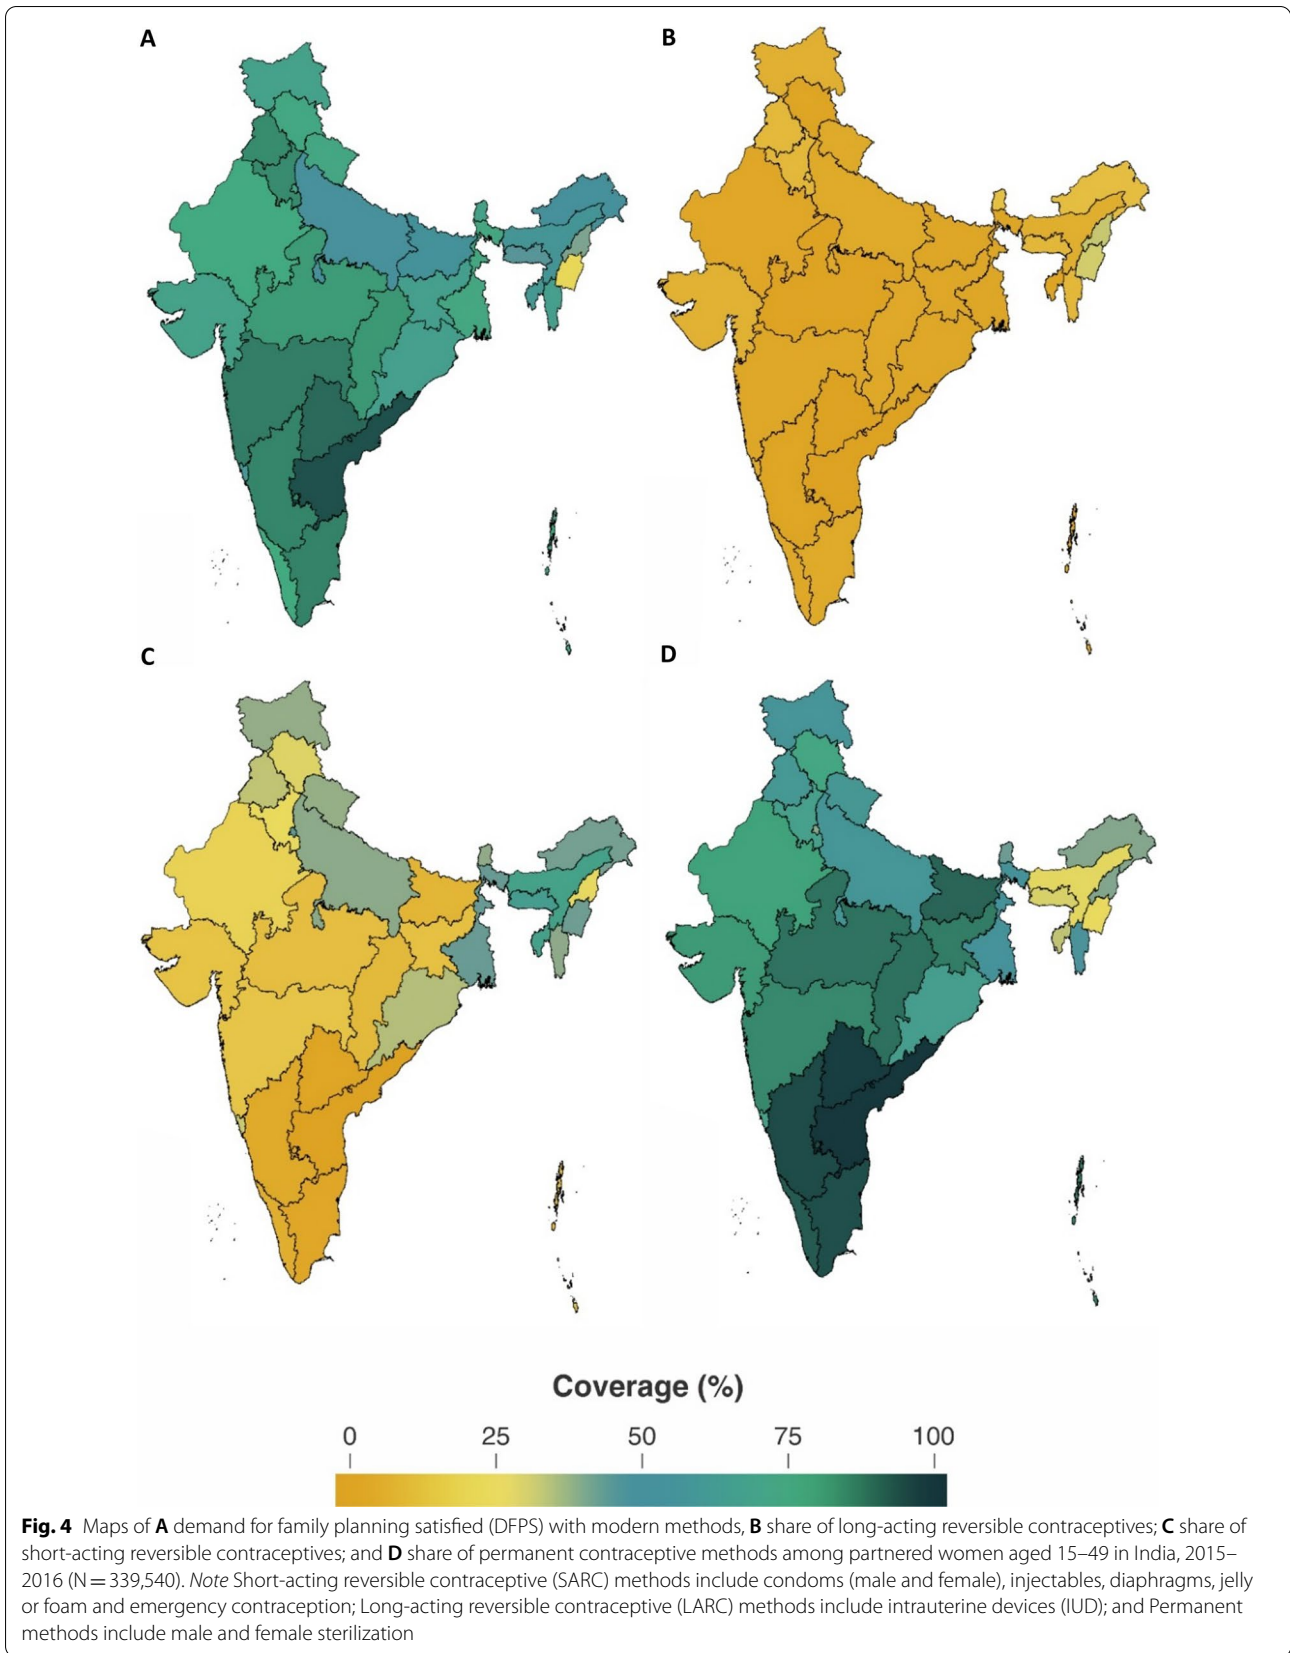 A
B
C
D
Coverage (%)
0 25 50 75 100
Fig. 4 Maps of A demand for family planning satisfied (DFPS) with modern methods, B share of long-acting reversible contraceptives; C share of
short-acting reversible contraceptives; and D share of permanent contraceptive methods among partnered women aged 15–49 in India, 2015–
2016 (N = 339,540). Note Short-acting reversible contraceptive (SARC) methods include condoms (male and female), injectables, diaphragms, jelly
or foam and emergency contraception; Long-acting reversible contraceptive (LARC) methods include intrauterine devices (IUD); and Permanent
methods include male and female sterilization